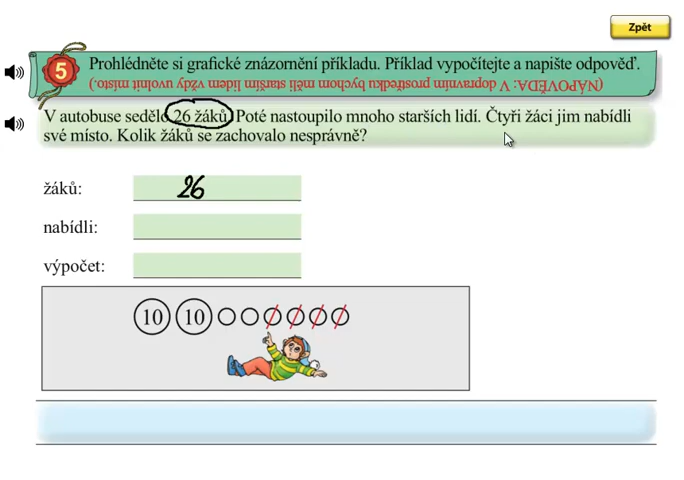 Zpět
5 Prohlédněte si grafické znázornění příkladu. Příklad vypočítejte a napište odpověď.
(NÁPOVĚDA: V dopravním prostředku bychom měli starším lidem vždy uvolnit místo.)
V autobuse sedělo 26 žáků. Poté nastoupilo mnoho starších lidí. Čtyři žáci jim nabídli
své místo. Kolik žáků se zachovalo nesprávně?
žáků: 26
nabídli:
výpočet:
10 10